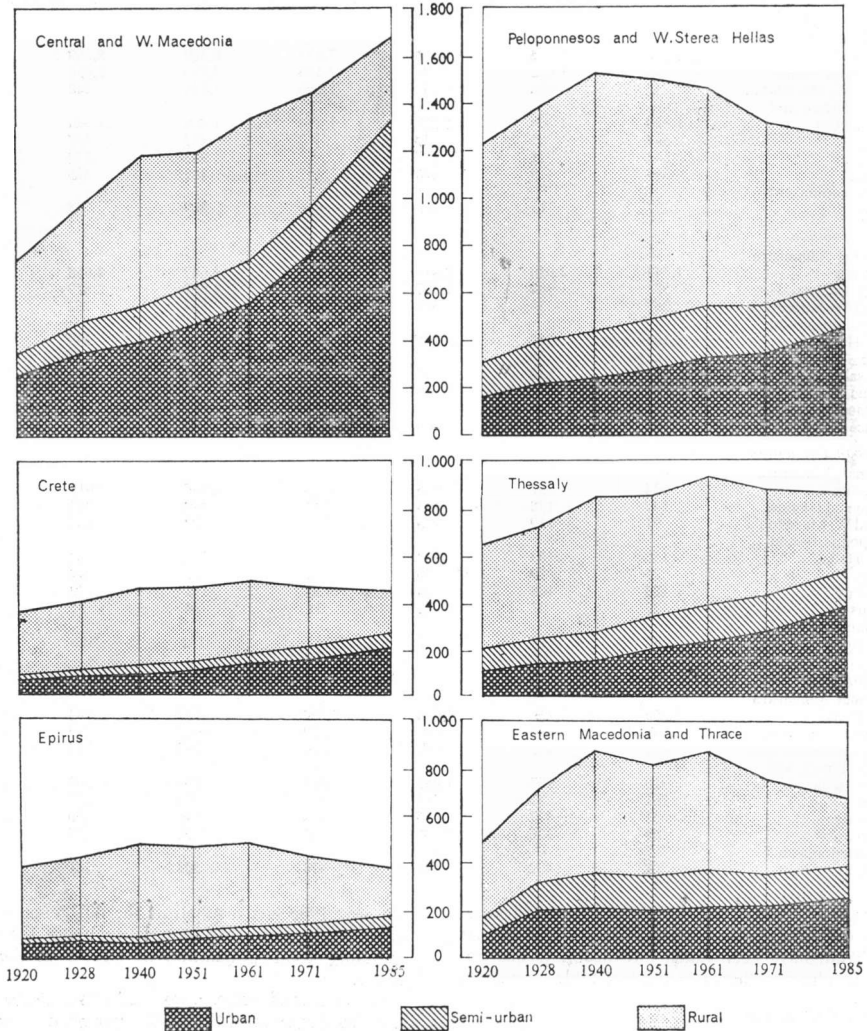 Central and W. Macedonia
1.800
1.600
1.400
1.200
1.000
800
600
400
200
0
Peloponnesos and W. Sterea Hellas
Crete
1.000
800
600
400
200
0
Thessaly
Epirus
1.000
800
600
400
200
0
Eastern Macedonia and Thrace
1920 1928 1940 1951 1961 1971 1985 1920 1928 1940 1951 1961 1971 1985
Urban Semi-urban Rural